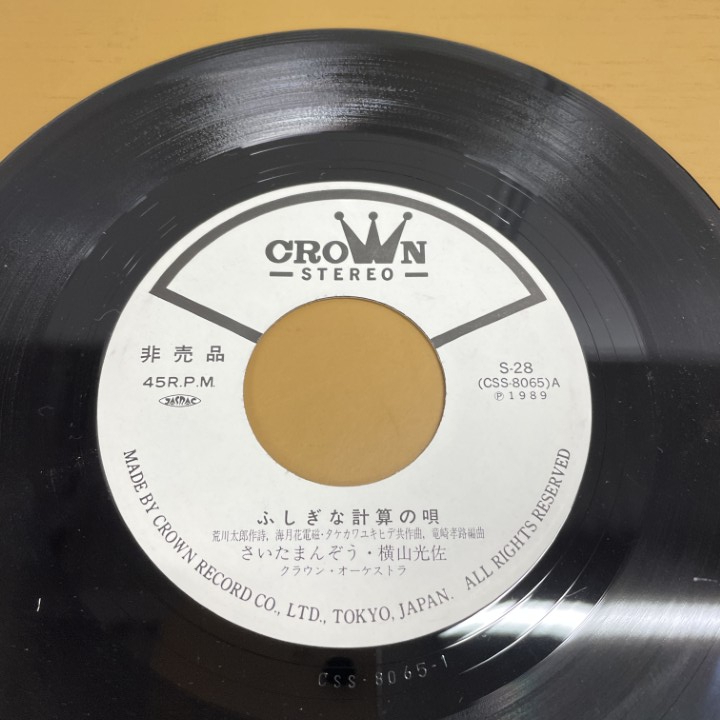 CROWN
STEREO
非売品
45R.P.M.
JASRAC
S-28
(CSS-8065)A
Ⓟ1989
ふしぎな計算の唄
荒川太郎作詩, 海月花電磁・タケカワユキヒデ共作曲, 竜崎孝路編曲
さいたまんぞう・横山光佐
クラウン・オーケストラ
MADE BY CROWN RECORD CO., LTD., TOKYO, JAPAN. ALL RIGHTS RESERVED
CSS-8065-1